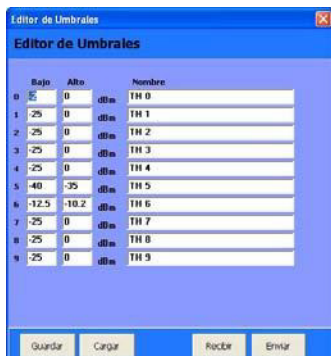 Editor de Umbrales
Editor de Umbrales
Bajo Alto Nombre
0 0 dBm TH 0
1 -25 0 dBm TH 1
2 -25 0 dBm TH 2
3 -25 0 dBm TH 3
4 -25 0 dBm TH 4
5 -40 -35 dBm TH 5
6 -12.5 -10.2 dBm TH 6
7 -25 0 dBm TH 7
8 -25 0 dBm TH 8
9 -25 0 dBm TH 9
Guardar Cargar Recibir Enviar